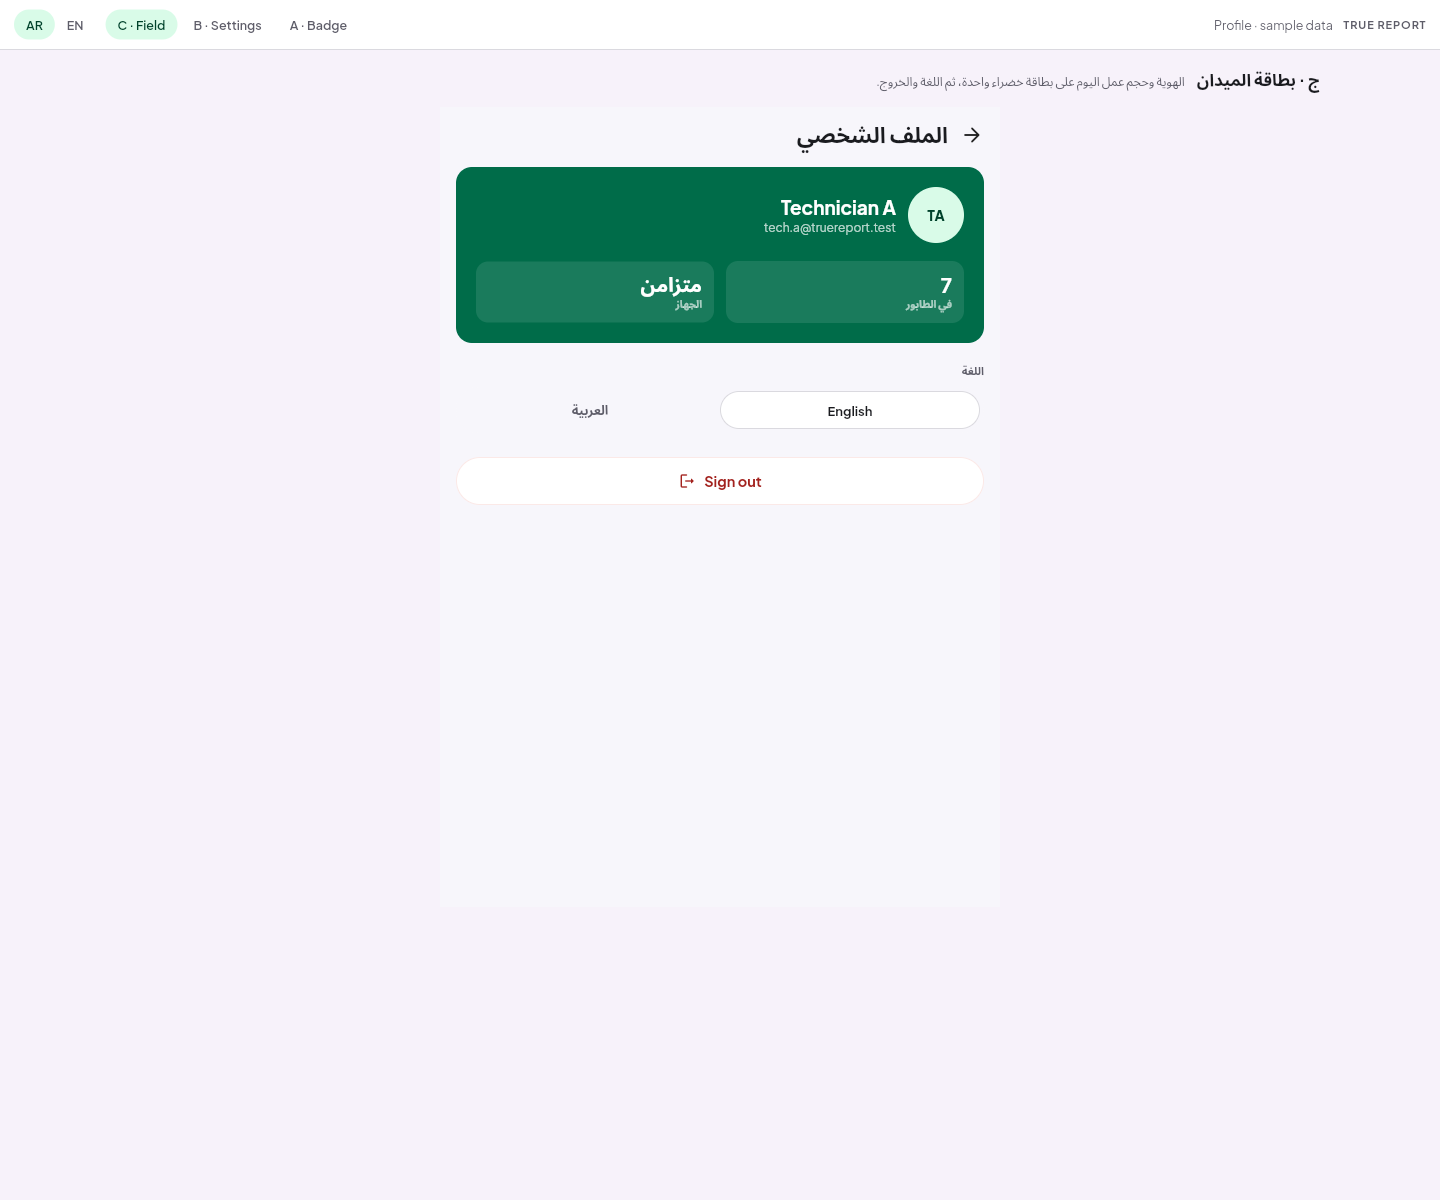 AR EN C · Field B · Settings A · Badge Profile · sample data TRUE REPORT
ج · بطاقة الميدان الهوية وحجم عمل اليوم على بطاقة خضراء واحدة، ثم اللغة والخروج.
الملف الشخصي
TA
Technician A
tech.a@truereport.test
7
في الطابور
متزامن
الجهاز
اللغة
English العربية
Sign out